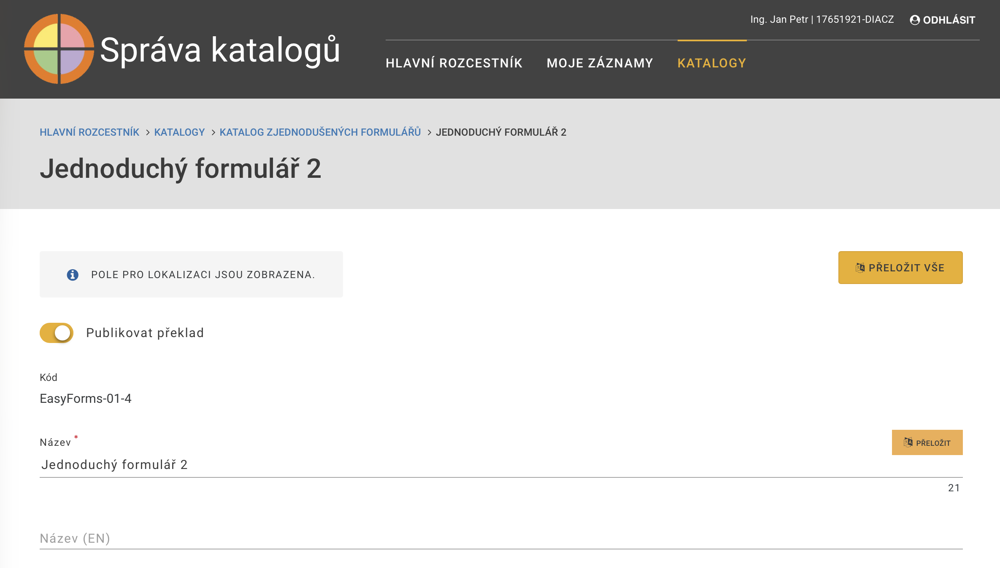 Ing. Jan Petr | 17651921-DIACZ ODHLÁSIT
Správa katalogů
HLAVNÍ ROZCESTNÍK MOJE ZÁZNAMY KATALOGY
HLAVNÍ ROZCESTNÍK > KATALOGY > KATALOG ZJEDNODUŠENÝCH FORMULÁŘŮ > JEDNODUCHÝ FORMULÁŘ 2
Jednoduchý formulář 2
POLE PRO LOKALIZACI JSOU ZOBRAZENA.
PŘELOŽIT VŠE
Publikovat překlad
Kód
EasyForms-01-4
Název *
PŘELOŽIT
Jednoduchý formulář 2
21
Název (EN)